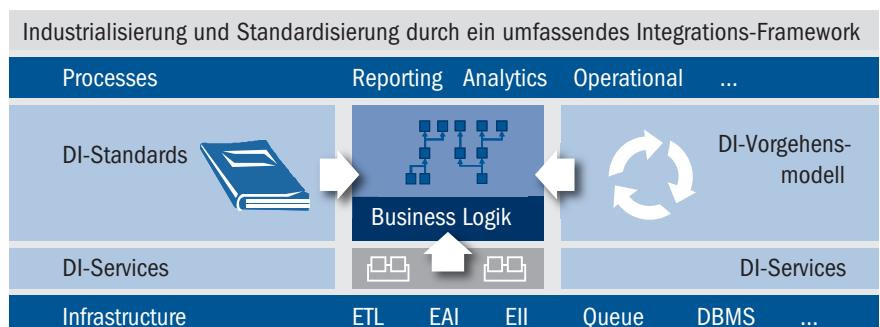 Industrialisierung und Standardisierung durch ein umfassendes Integrations-Framework
Processes Reporting Analytics Operational ...
DI-Standards
DI-Vorgehens-
modell
Business Logik
DI-Services DI-Services
Infrastructure ETL EAI EII Queue DBMS ...